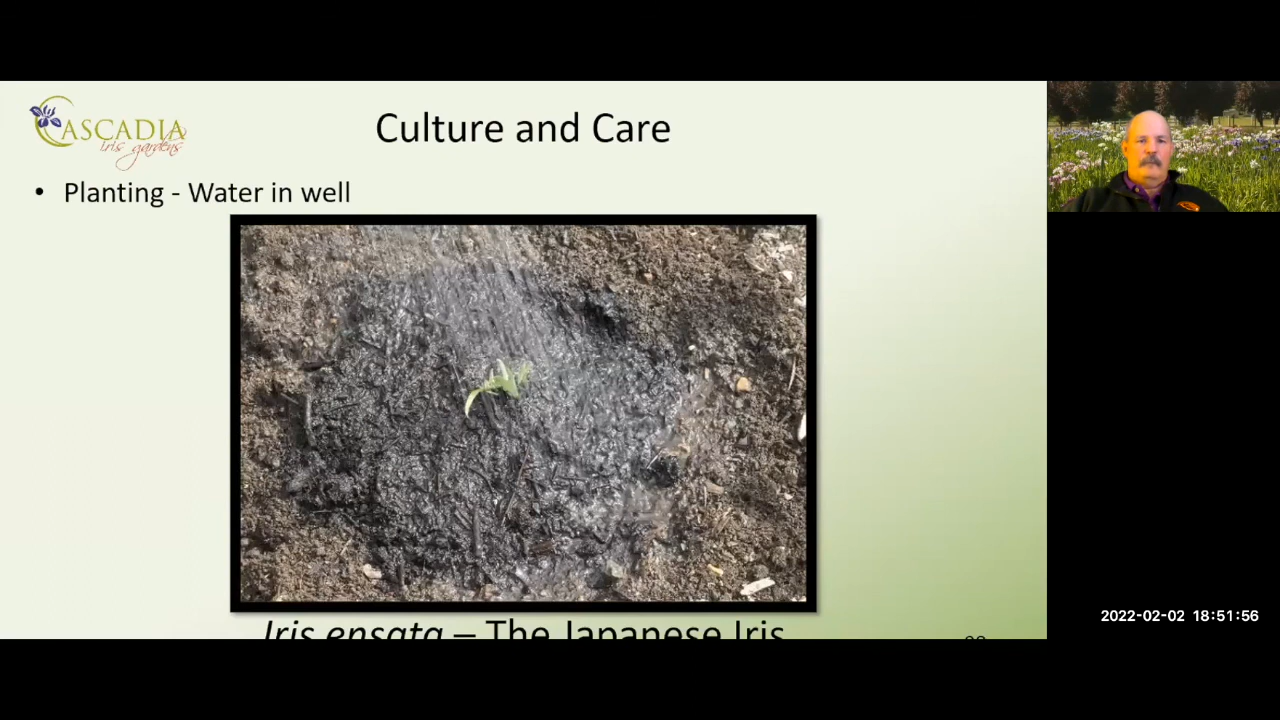 CASCADIA
iris gardens
Culture and Care
• Planting - Water in well
Iris ensata – The Japanese Iris
2022-02-02 18:51:56